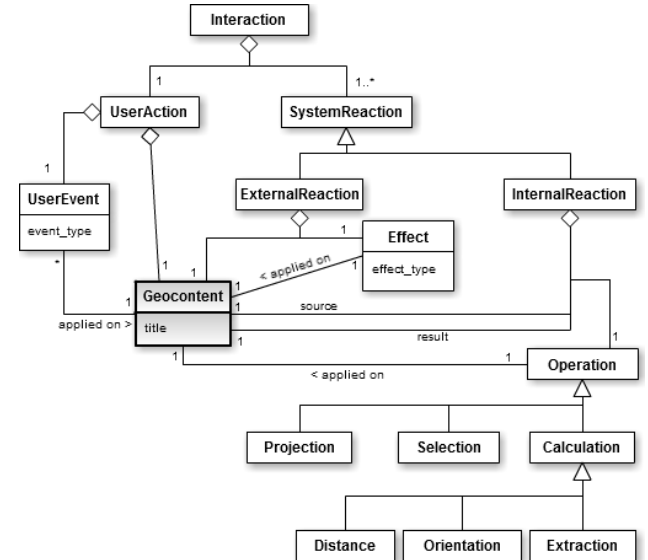 Interaction
1
1..*
UserAction
SystemReaction
1
UserEvent
event_type
ExternalReaction
InternalReaction
1
Effect
effect_type
*
1
1
< applied on
1
1
1
Geocontent
title
1
1
source
applied on >
1
result
1
1
< applied on
1
Operation
Projection
Selection
Calculation
Distance
Orientation
Extraction